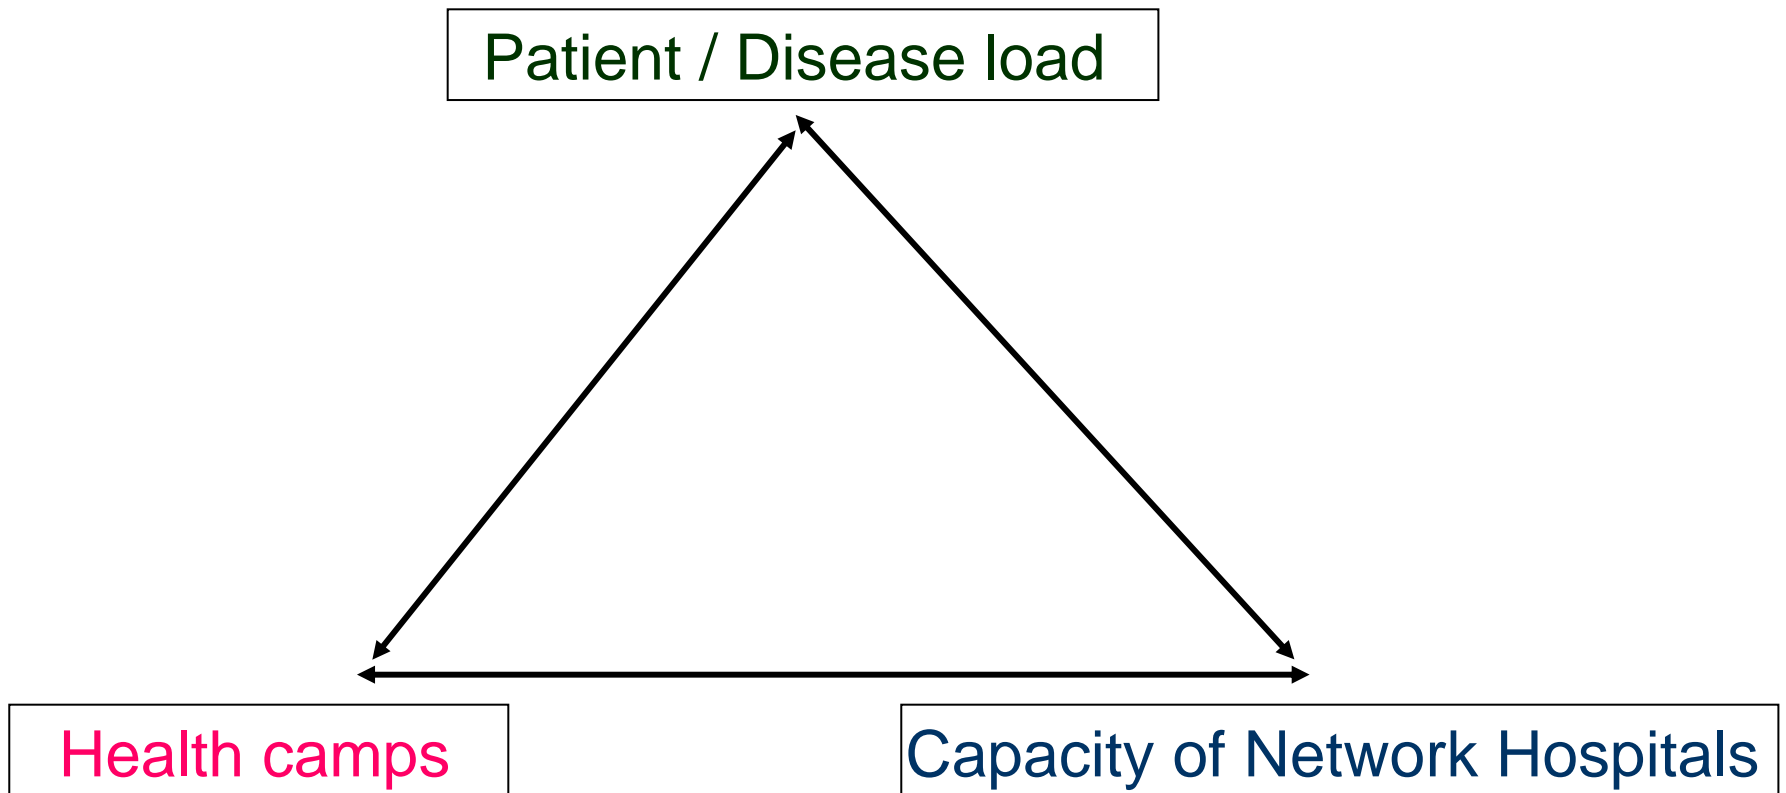 Patient / Disease load
Health camps
Capacity of Network Hospitals